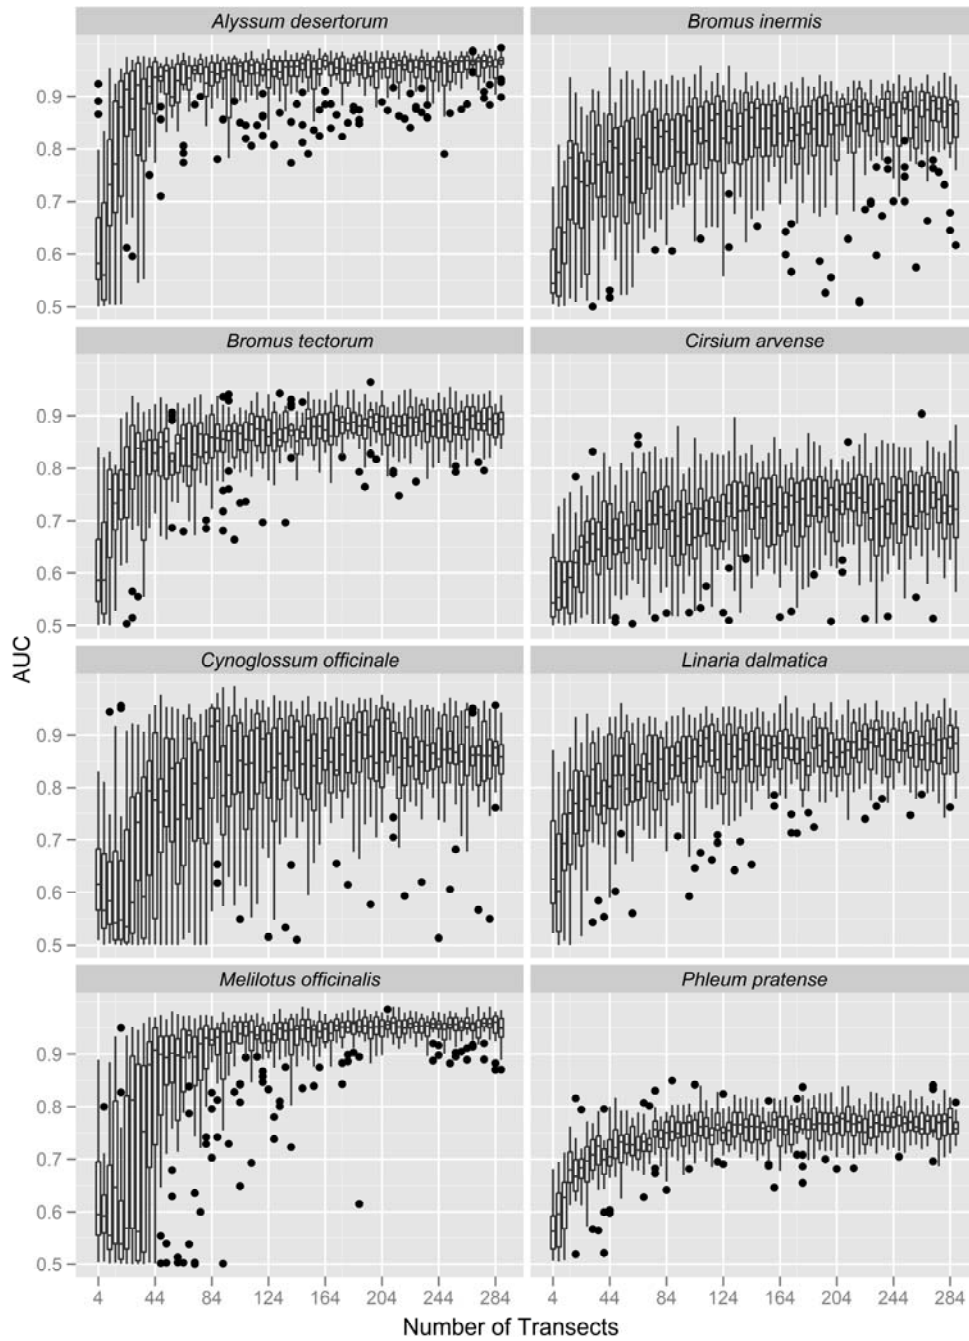 Alyssum desertorum
Bromus inermis
0.9
0.8
0.7
0.6
0.5
Bromus tectorum
Cirsium arvense
0.9
0.8
0.7
0.6
0.5
AUC
Cynoglossum officinale
Linaria dalmatica
0.9
0.8
0.7
0.6
0.5
Melilotus officinalis
Phleum pratense
0.9
0.8
0.7
0.6
0.5
4 44 84 124 164 204 244 284 4 44 84 124 164 204 244 284
Number of Transects